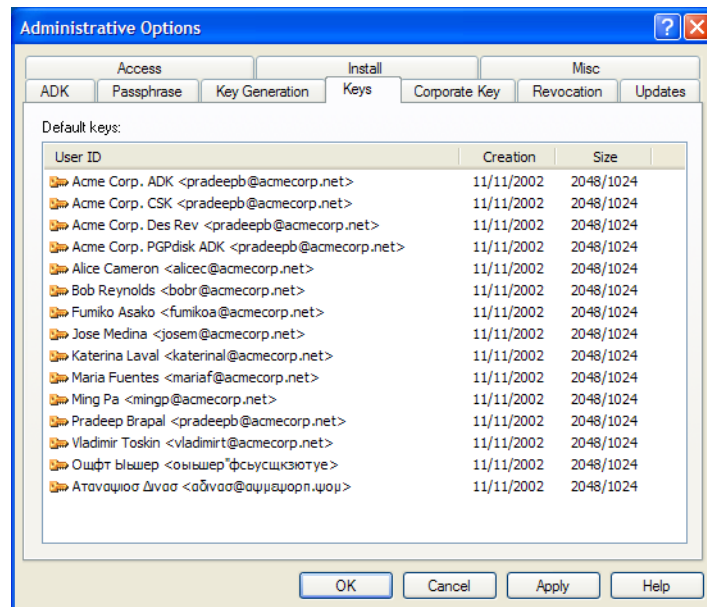 Administrative Options
Access Install Misc
ADK Passphrase Key Generation Keys Corporate Key Revocation Updates
Default keys:
User ID Creation Size
Acme Corp. ADK <pradeepb@acmecorp.net> 11/11/2002 2048/1024
Acme Corp. CSK <pradeepb@acmecorp.net> 11/11/2002 2048/1024
Acme Corp. Des Rev <pradeepb@acmecorp.net> 11/11/2002 2048/1024
Acme Corp. PGPdisk ADK <pradeepb@acmecorp.net> 11/11/2002 2048/1024
Alice Cameron <alicec@acmecorp.net> 11/11/2002 2048/1024
Bob Reynolds <bobr@acmecorp.net> 11/11/2002 2048/1024
Fumiko Asako <fumikoa@acmecorp.net> 11/11/2002 2048/1024
Jose Medina <josem@acmecorp.net> 11/11/2002 2048/1024
Katerina Laval <katerinal@acmecorp.net> 11/11/2002 2048/1024
Maria Fuentes <mariaf@acmecorp.net> 11/11/2002 2048/1024
Ming Pa <mingp@acmecorp.net> 11/11/2002 2048/1024
Pradeep Brapal <pradeepb@acmecorp.net> 11/11/2002 2048/1024
Vladimir Toskin <vladimirt@acmecorp.net> 11/11/2002 2048/1024
Ощфт Ыьшер <оыьшер"фсьусщкзютуе> 11/11/2002 2048/1024
Αταναψιοσ Δινασ <αδινασ@αψμεψορπ.ψομ> 11/11/2002 2048/1024
OK Cancel Apply Help